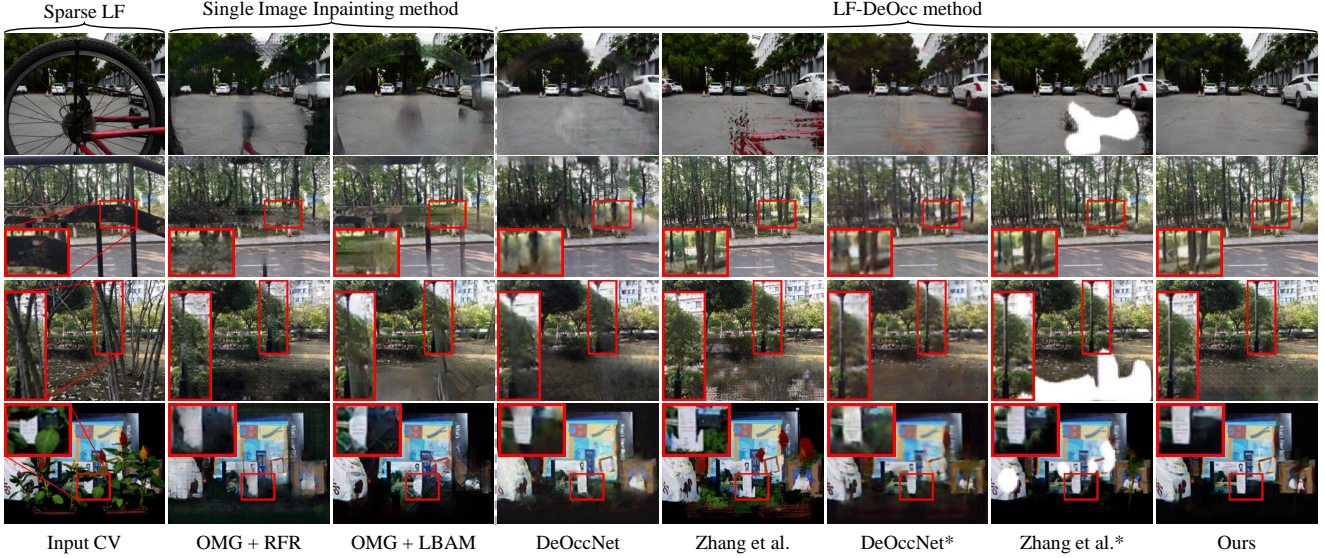 Sparse LF
Single Image Inpainting method
LF-DeOcc method
Input CV
OMG + RFR
OMG + LBAM
DeOccNet
Zhang et al.
DeOccNet*
Zhang et al.*
Ours